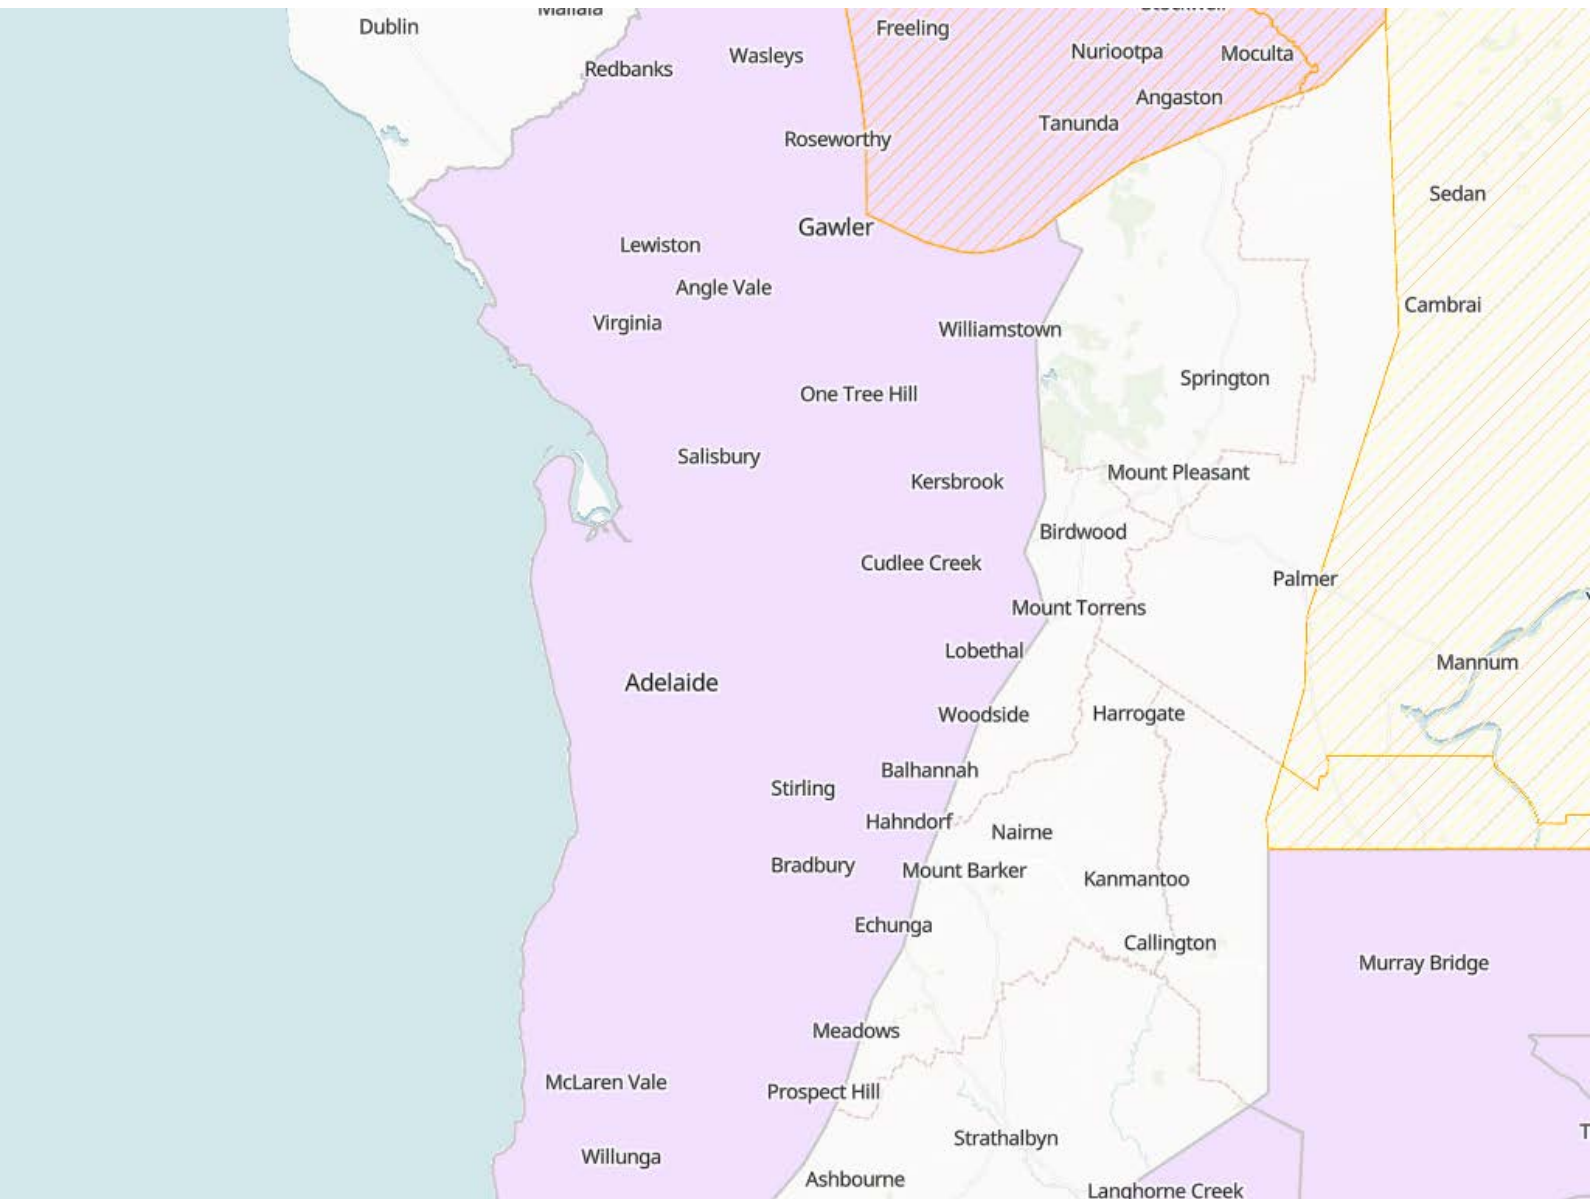 Mallala
Dublin
Freeling
Stockwell
Redbanks
Wasleys
Nuriootpa
Moculta
Angaston
Tanunda
Roseworthy
Sedan
Gawler
Lewiston
Angle Vale
Cambrai
Virginia
Williamstown
Springton
One Tree Hill
Salisbury
Mount Pleasant
Kersbrook
Birdwood
Cudlee Creek
Palmer
Mount Torrens
Lobethal
Mannum
Adelaide
Woodside
Harrogate
Balhannah
Stirling
Hahndorf
Nairne
Bradbury
Mount Barker
Kanmantoo
Echunga
Callington
Murray Bridge
Meadows
McLaren Vale
Prospect Hill
Strathalbyn
Willunga
Ashbourne
Langhorne Creek